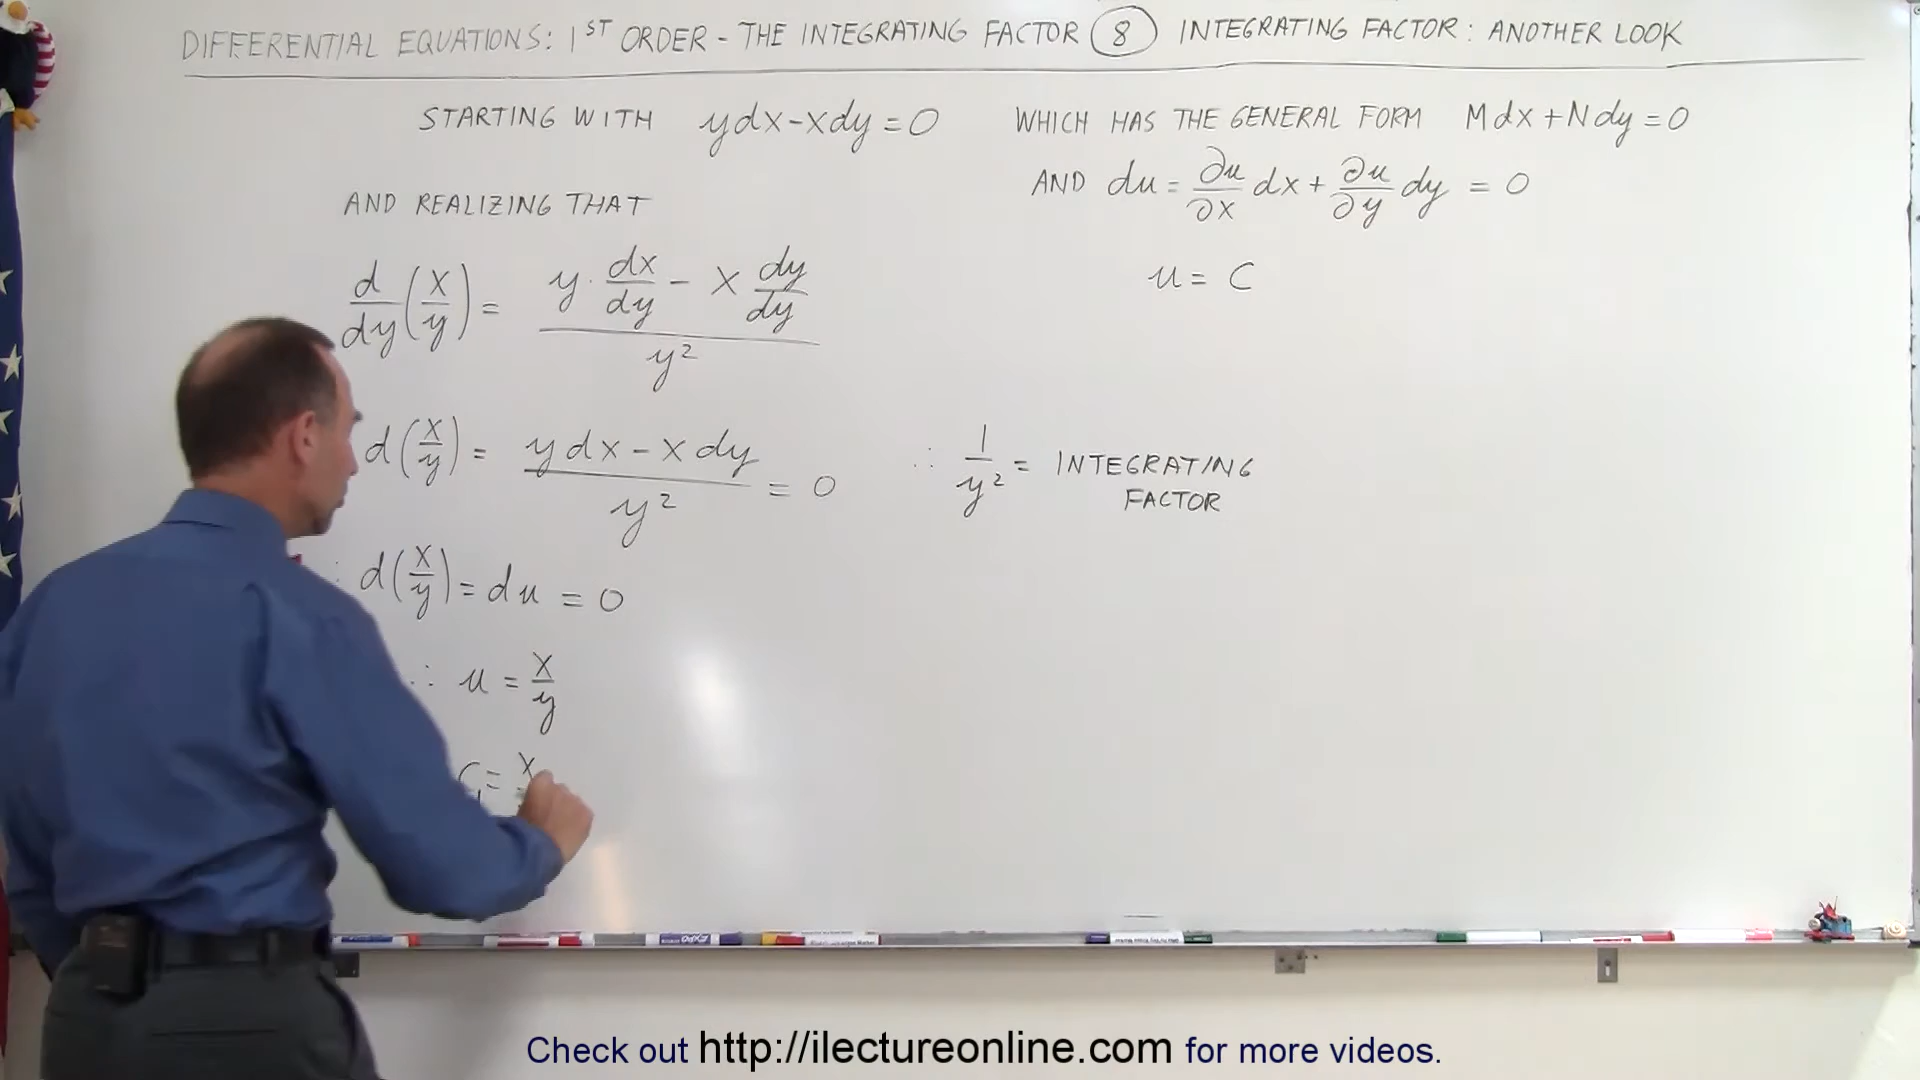 DIFFERENTIAL EQUATIONS: 1ST ORDER - THE INTEGRATING FACTOR 8 INTEGRATING FACTOR: ANOTHER LOOK
STARTING WITH ydx-xdy=0 WHICH HAS THE GENERAL FORM Mdx+Ndy=0
AND du = ∂u/∂x dx + ∂u/∂y dy = 0
u = C
AND REALIZING THAT
d/dy (x/y) = (y · dx/dy - x dy/dy) / y²
d(x/y) = (y dx - x dy) / y² = 0 ∴ 1/y² = INTEGRATING FACTOR
d(x/y) = du = 0
∴ u = x/y
C = x
Check out http://ilectureonline.com for more videos.